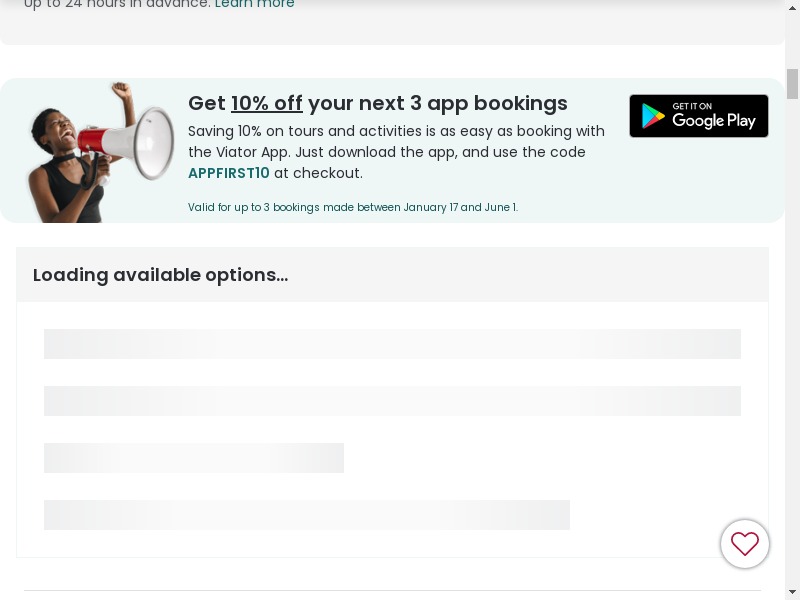 Up to 24 hours in advance. Learn more
Get 10% off your next 3 app bookings
Saving 10% on tours and activities is as easy as booking with
the Viator App. Just download the app, and use the code
APPFIRST10 at checkout.
Valid for up to 3 bookings made between January 17 and June 1.
GET IT ON
Google Play
Loading available options...